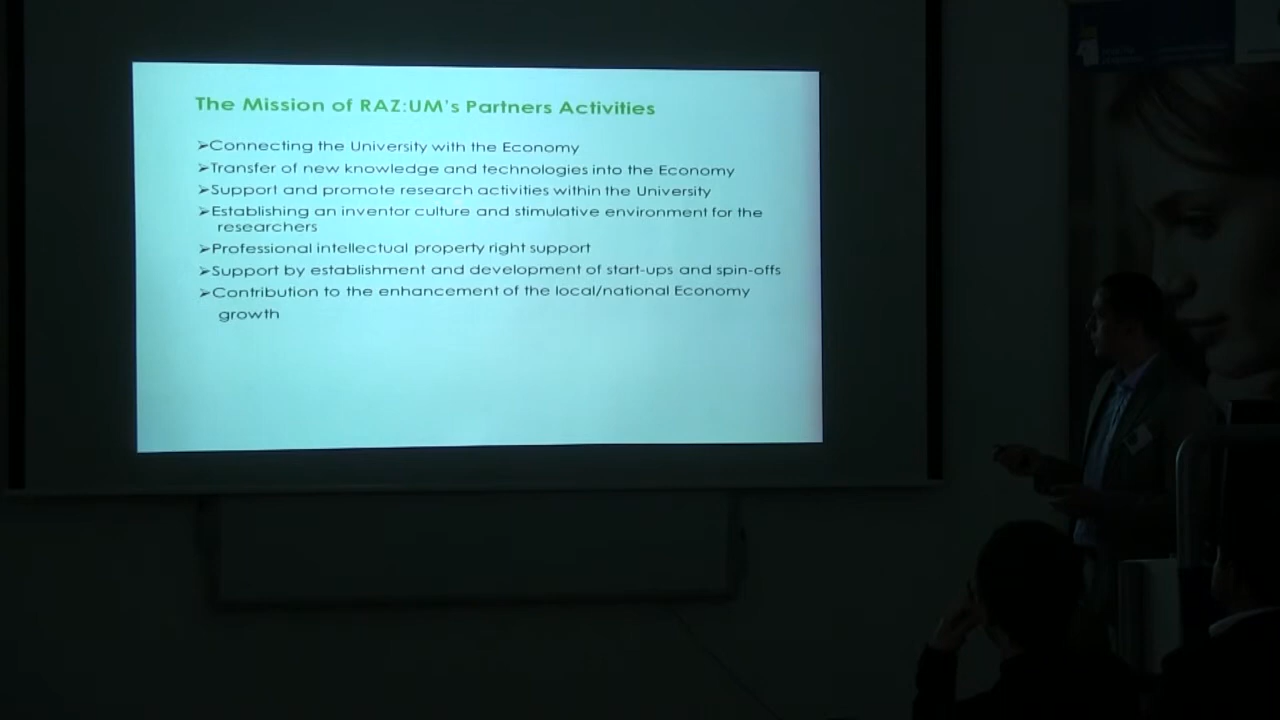 The Mission of RAZ:UM's Partners Activities
➢Connecting the University with the Economy
➢Transfer of new knowledge and technologies into the Economy
➢Support and promote research activities within the University
➢Establishing an inventor culture and stimulative environment for the
researchers
➢Professional intellectual property right support
➢Support by establishment and development of start-ups and spin-offs
➢Contribution to the enhancement of the local/national Economy
growth